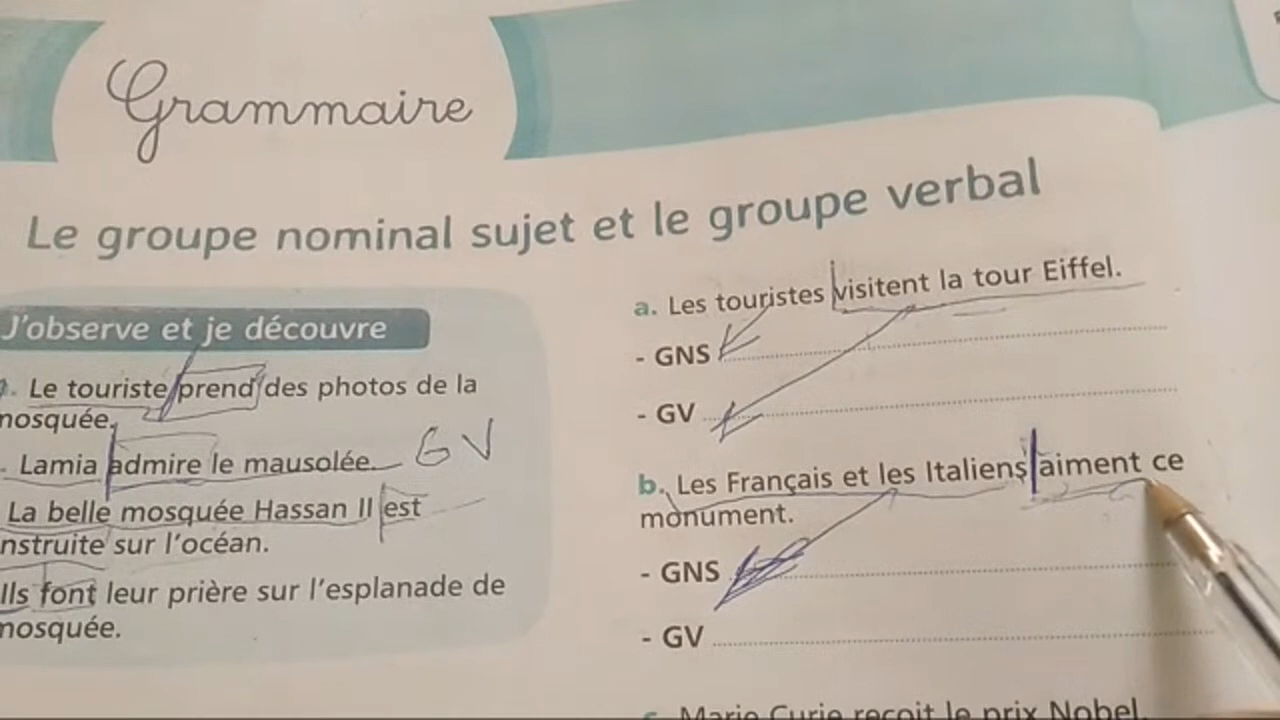 Grammaire
Le groupe nominal sujet et le groupe verbal
J'observe et je découvre
Le touriste prend des photos de la
mosquée.
. Lamia admire le mausolée.
GV
La belle mosquée Hassan II est
nstruite sur l'océan.
Ils font leur prière sur l'esplanade de
mosquée.
a. Les touristes visitent la tour Eiffel.
- GNS
- GV
b. Les Français et les Italiens aiment ce
monument.
- GNS
- GV
c. Marie Curie reçoit le prix Nobel.